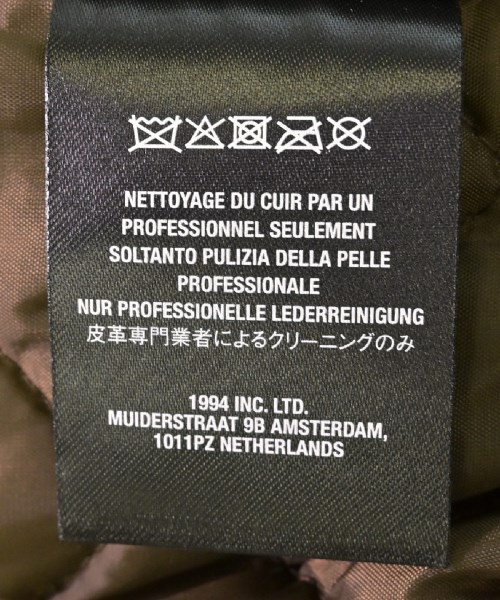 NETTOYAGE DU CUIR PAR UN
PROFESSIONNEL SEULEMENT
SOLTANTO PULIZIA DELLA PELLE
PROFESSIONALE
NUR PROFESSIONELLE LEDERREINIGUNG
皮革専門業者によるクリーニングのみ
1994 INC. LTD.
MUIDERSTRAAT 9B AMSTERDAM,
1011PZ NETHERLANDS